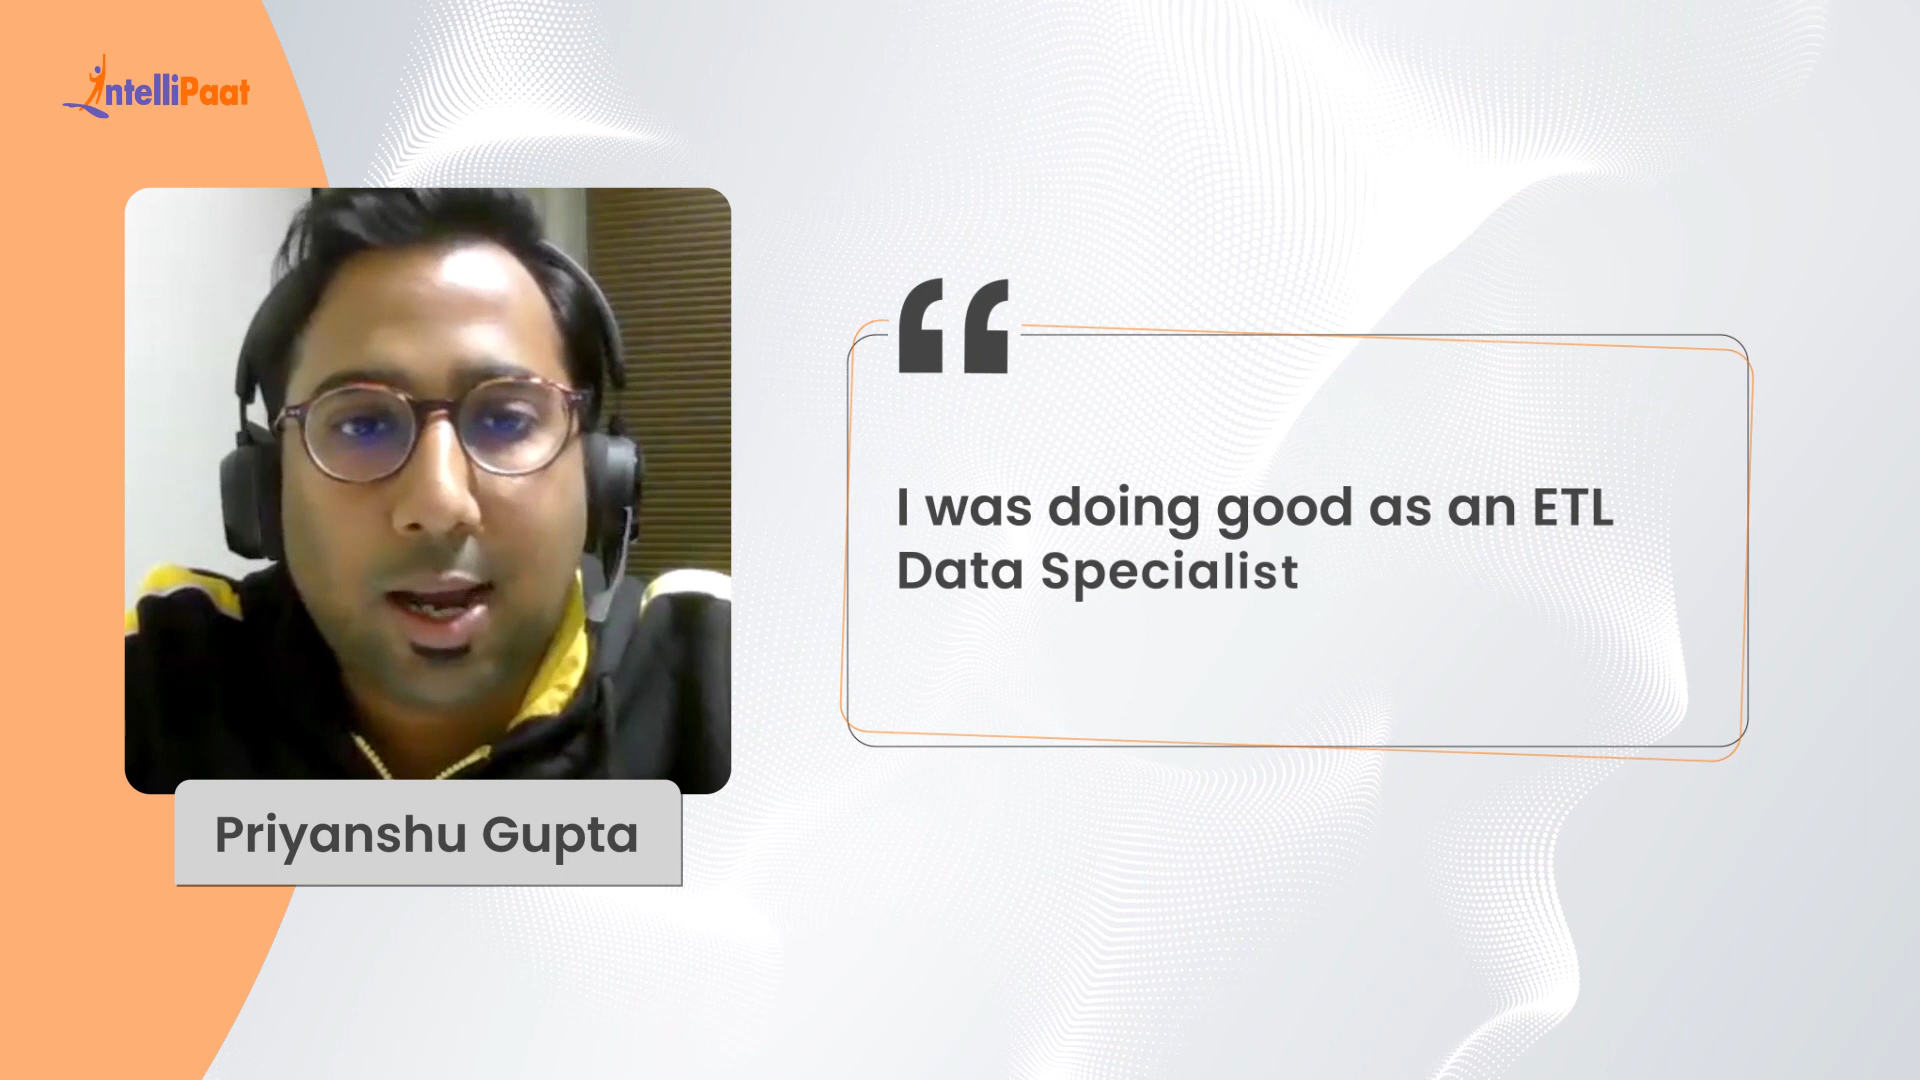 IntelliPaat
I was doing good as an ETL
Data Specialist
Priyanshu Gupta